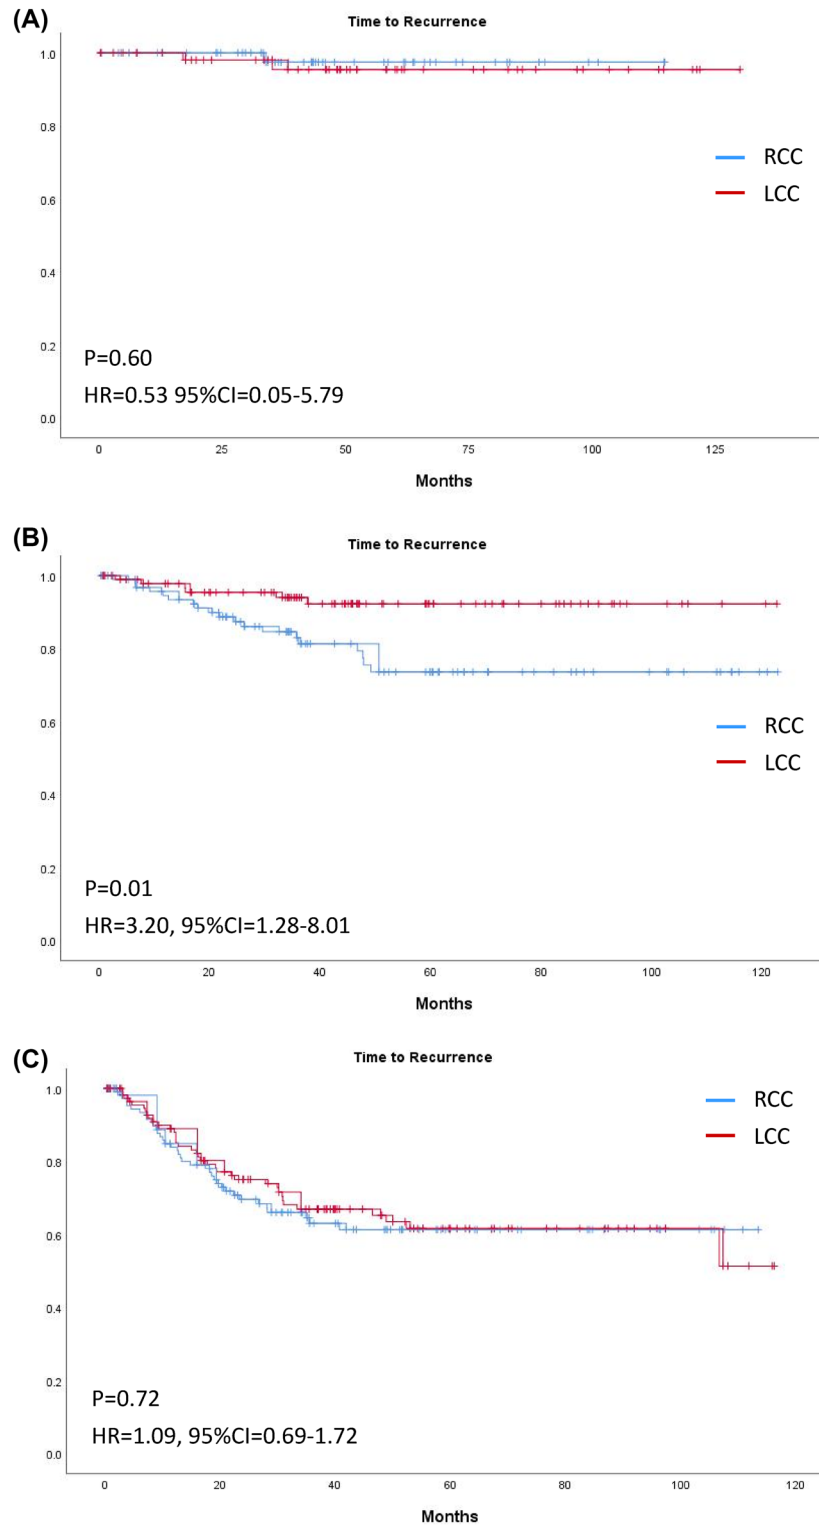 (A)
Time to Recurrence
1.0
0.8
0.6
0.4
0.2
0.0
RCC
LCC
P=0.60
HR=0.53 95%CI=0.05-5.79
0 25 50 75 100 125
Months
(B)
Time to Recurrence
1.0
0.8
0.6
0.4
0.2
0.0
RCC
LCC
P=0.01
HR=3.20, 95%CI=1.28-8.01
0 20 40 60 80 100 120
Months
(C)
Time to Recurrence
1.0
0.8
0.6
0.4
0.2
0.0
RCC
LCC
P=0.72
HR=1.09, 95%CI=0.69-1.72
0 20 40 60 80 100 120
Months